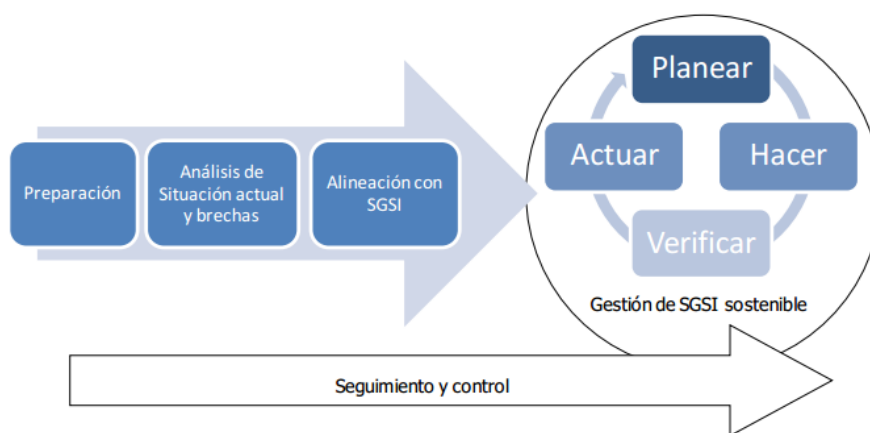 Preparación
Análisis de
Situación actual
y brechas
Alineación con
SGSI
Planear
Hacer
Verificar
Actuar
Gestión de SGSI sostenible
Seguimiento y control